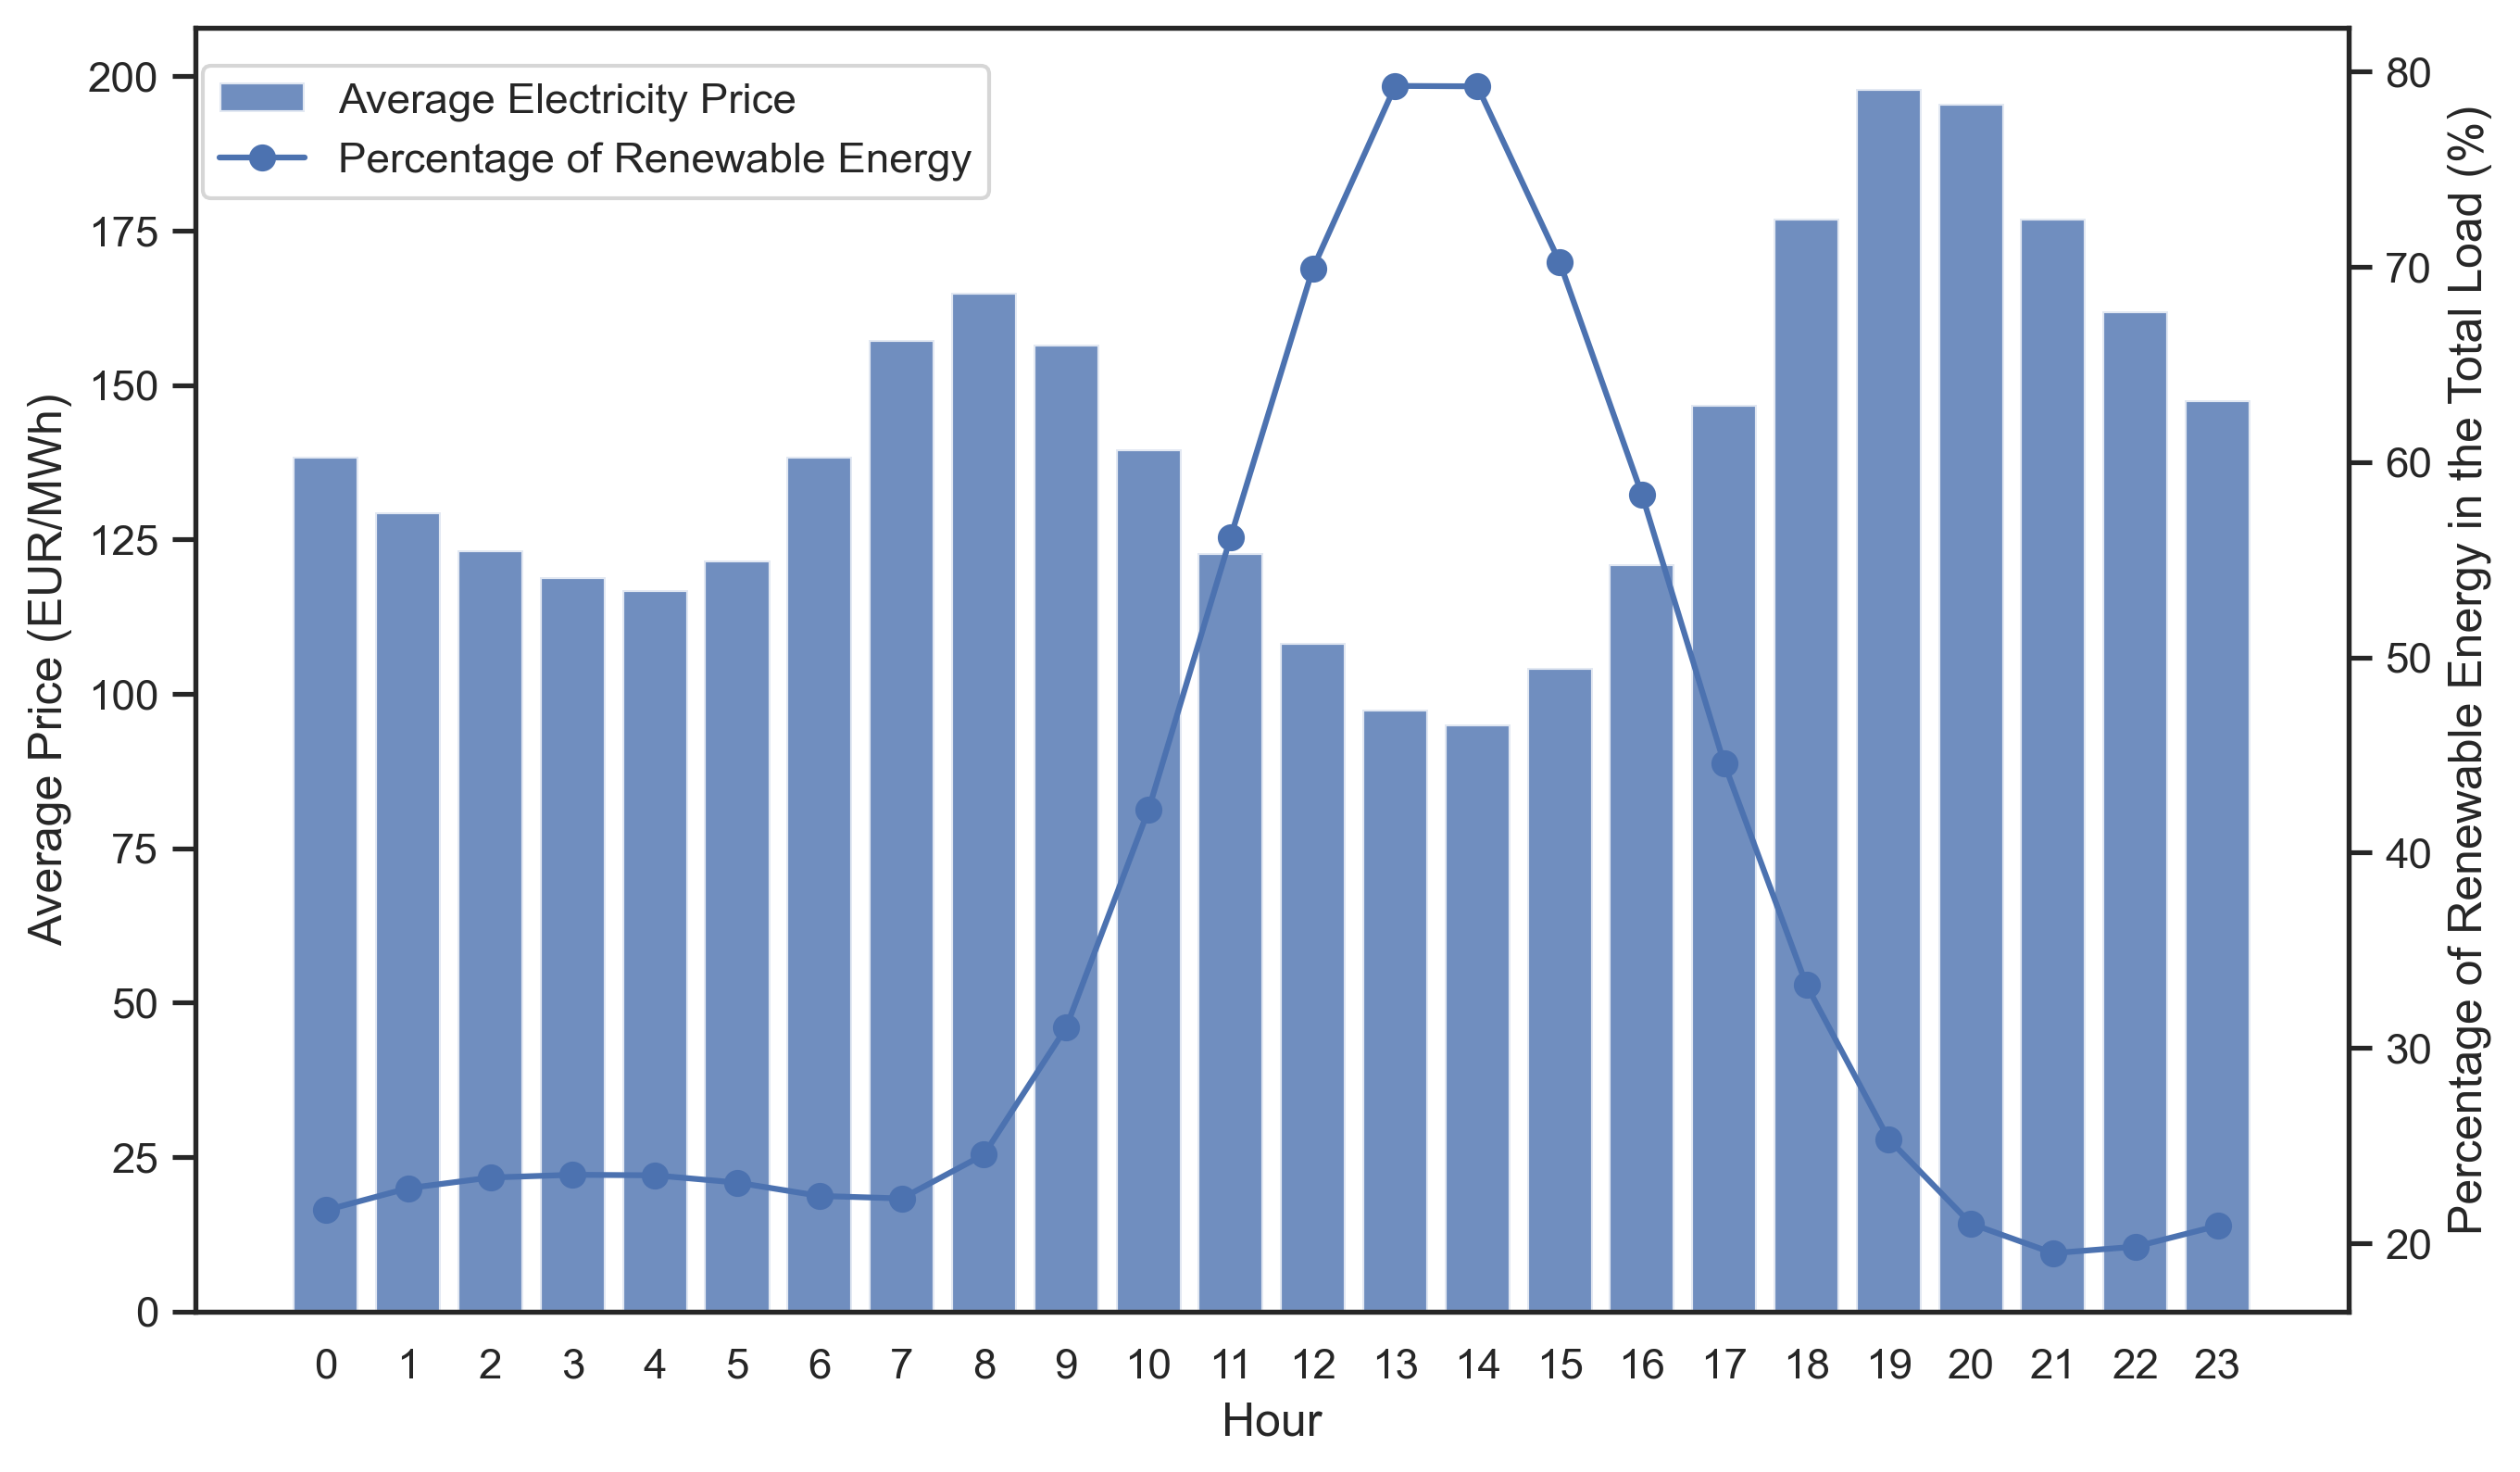 Average Electricity Price
Percentage of Renewable Energy
Average Price (EUR/MWh)
200
175
150
125
100
75
50
25
0
Percentage of Renewable Energy in the Total Load (%)
80
70
60
50
40
30
20
0 1 2 3 4 5 6 7 8 9 10 11 12 13 14 15 16 17 18 19 20 21 22 23
Hour